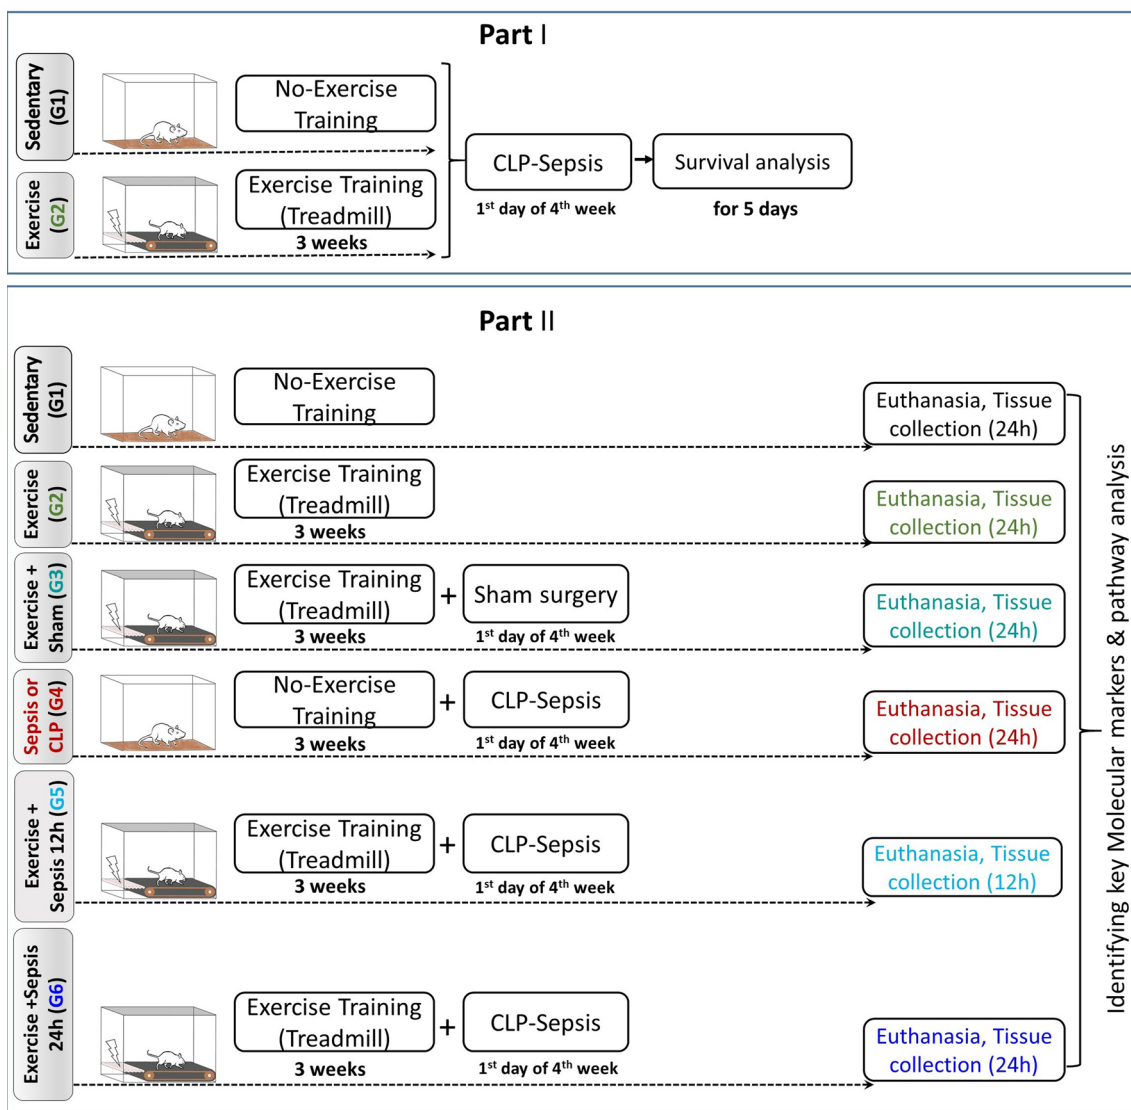 Part I
Sedentary
(G1)
No-Exercise
Training
Exercise
(G2)
Exercise Training
(Treadmill)
3 weeks
CLP-Sepsis
1st day of 4th week
Survival analysis
for 5 days
Part II
Sedentary
(G1)
No-Exercise
Training
Euthanasia, Tissue
collection (24h)
Exercise
(G2)
Exercise Training
(Treadmill)
3 weeks
Euthanasia, Tissue
collection (24h)
Exercise +
Sham (G3)
Exercise Training
(Treadmill)
3 weeks
+
Sham surgery
1st day of 4th week
Euthanasia, Tissue
collection (24h)
Sepsis or
CLP (G4)
No-Exercise
Training
3 weeks
+
CLP-Sepsis
1st day of 4th week
Euthanasia, Tissue
collection (24h)
Exercise +
Sepsis 12h (G5)
Exercise Training
(Treadmill)
3 weeks
+
CLP-Sepsis
1st day of 4th week
Euthanasia, Tissue
collection (12h)
Exercise +Sepsis
24h (G6)
Exercise Training
(Treadmill)
3 weeks
+
CLP-Sepsis
1st day of 4th week
Euthanasia, Tissue
collection (24h)
Identifying key Molecular markers & pathway analysis